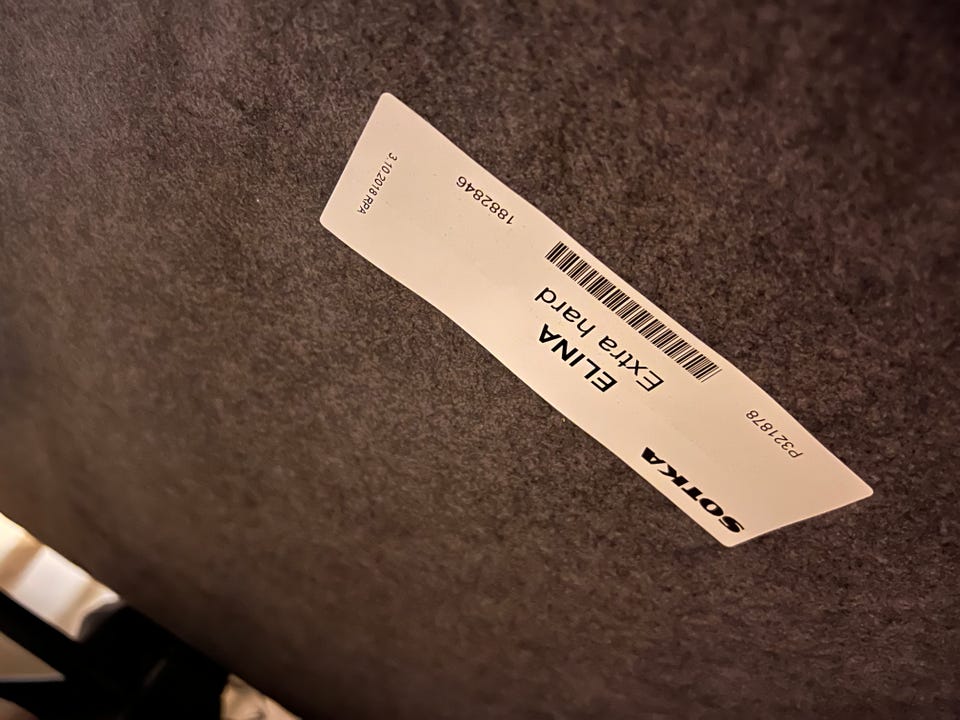 SOTKA
P321878
ELINA
Extra hard
1882846
3.10.2018 RPA